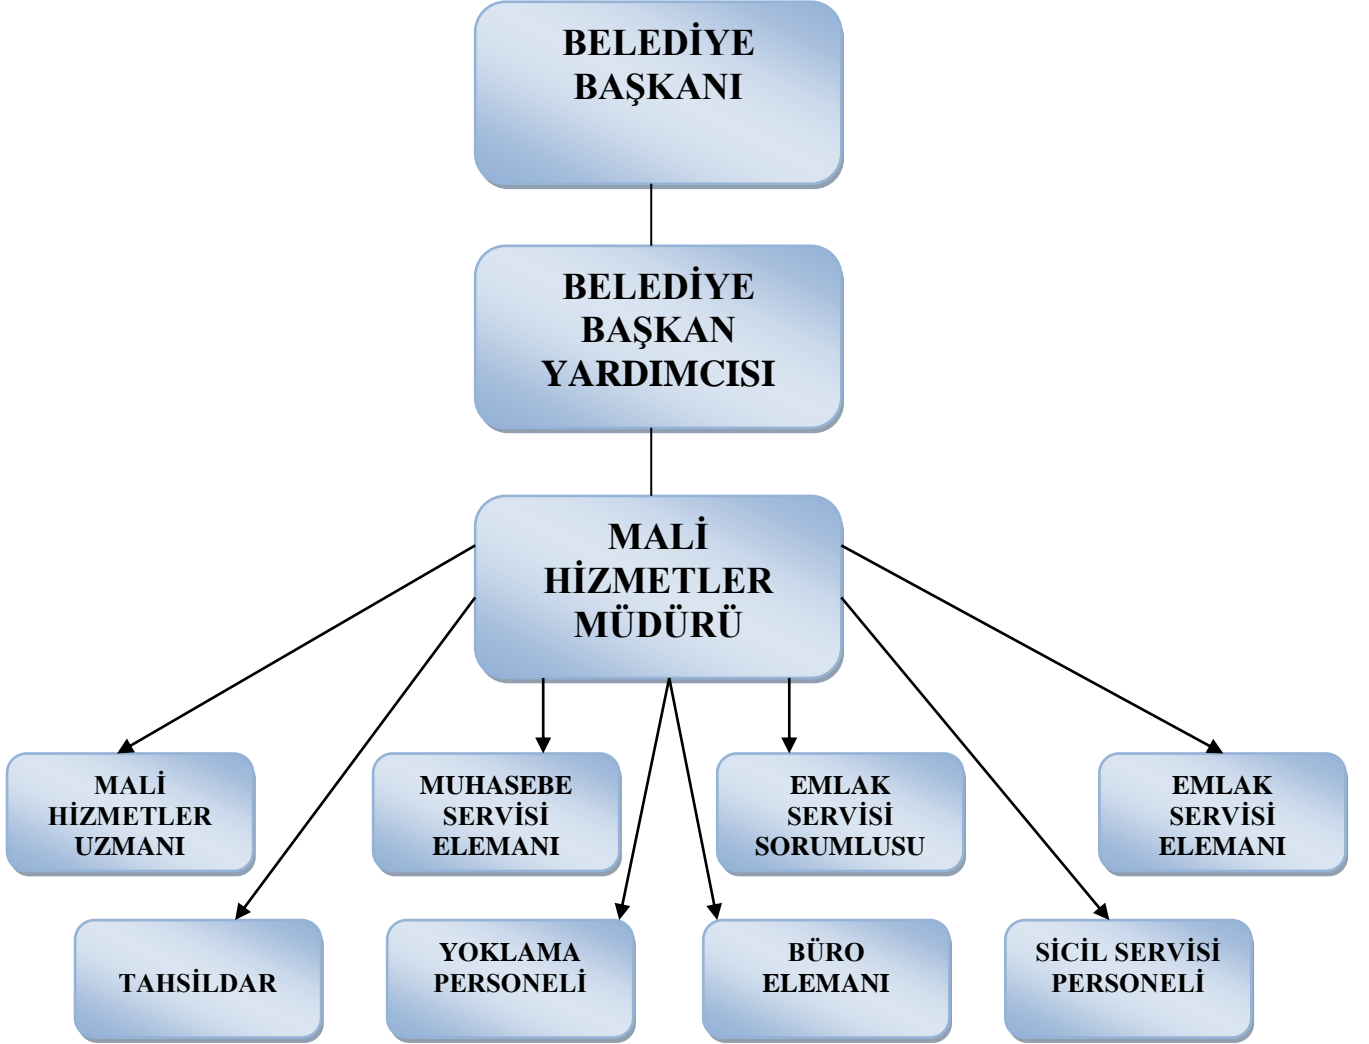 BELEDİYE
BAŞKANI
BELEDİYE
BAŞKAN
YARDIMCISI
MALİ
HİZMETLER
MÜDÜRÜ
MALİ
HİZMETLER
UZMANI
MUHASEBE
SERVİSİ
ELEMANI
EMLAK
SERVİSİ
SORUMLUSU
EMLAK
SERVİSİ
ELEMANI
TAHSİLDAR
YOKLAMA
PERSONELİ
BÜRO
ELEMANI
SİCİL SERVİSİ
PERSONELİ